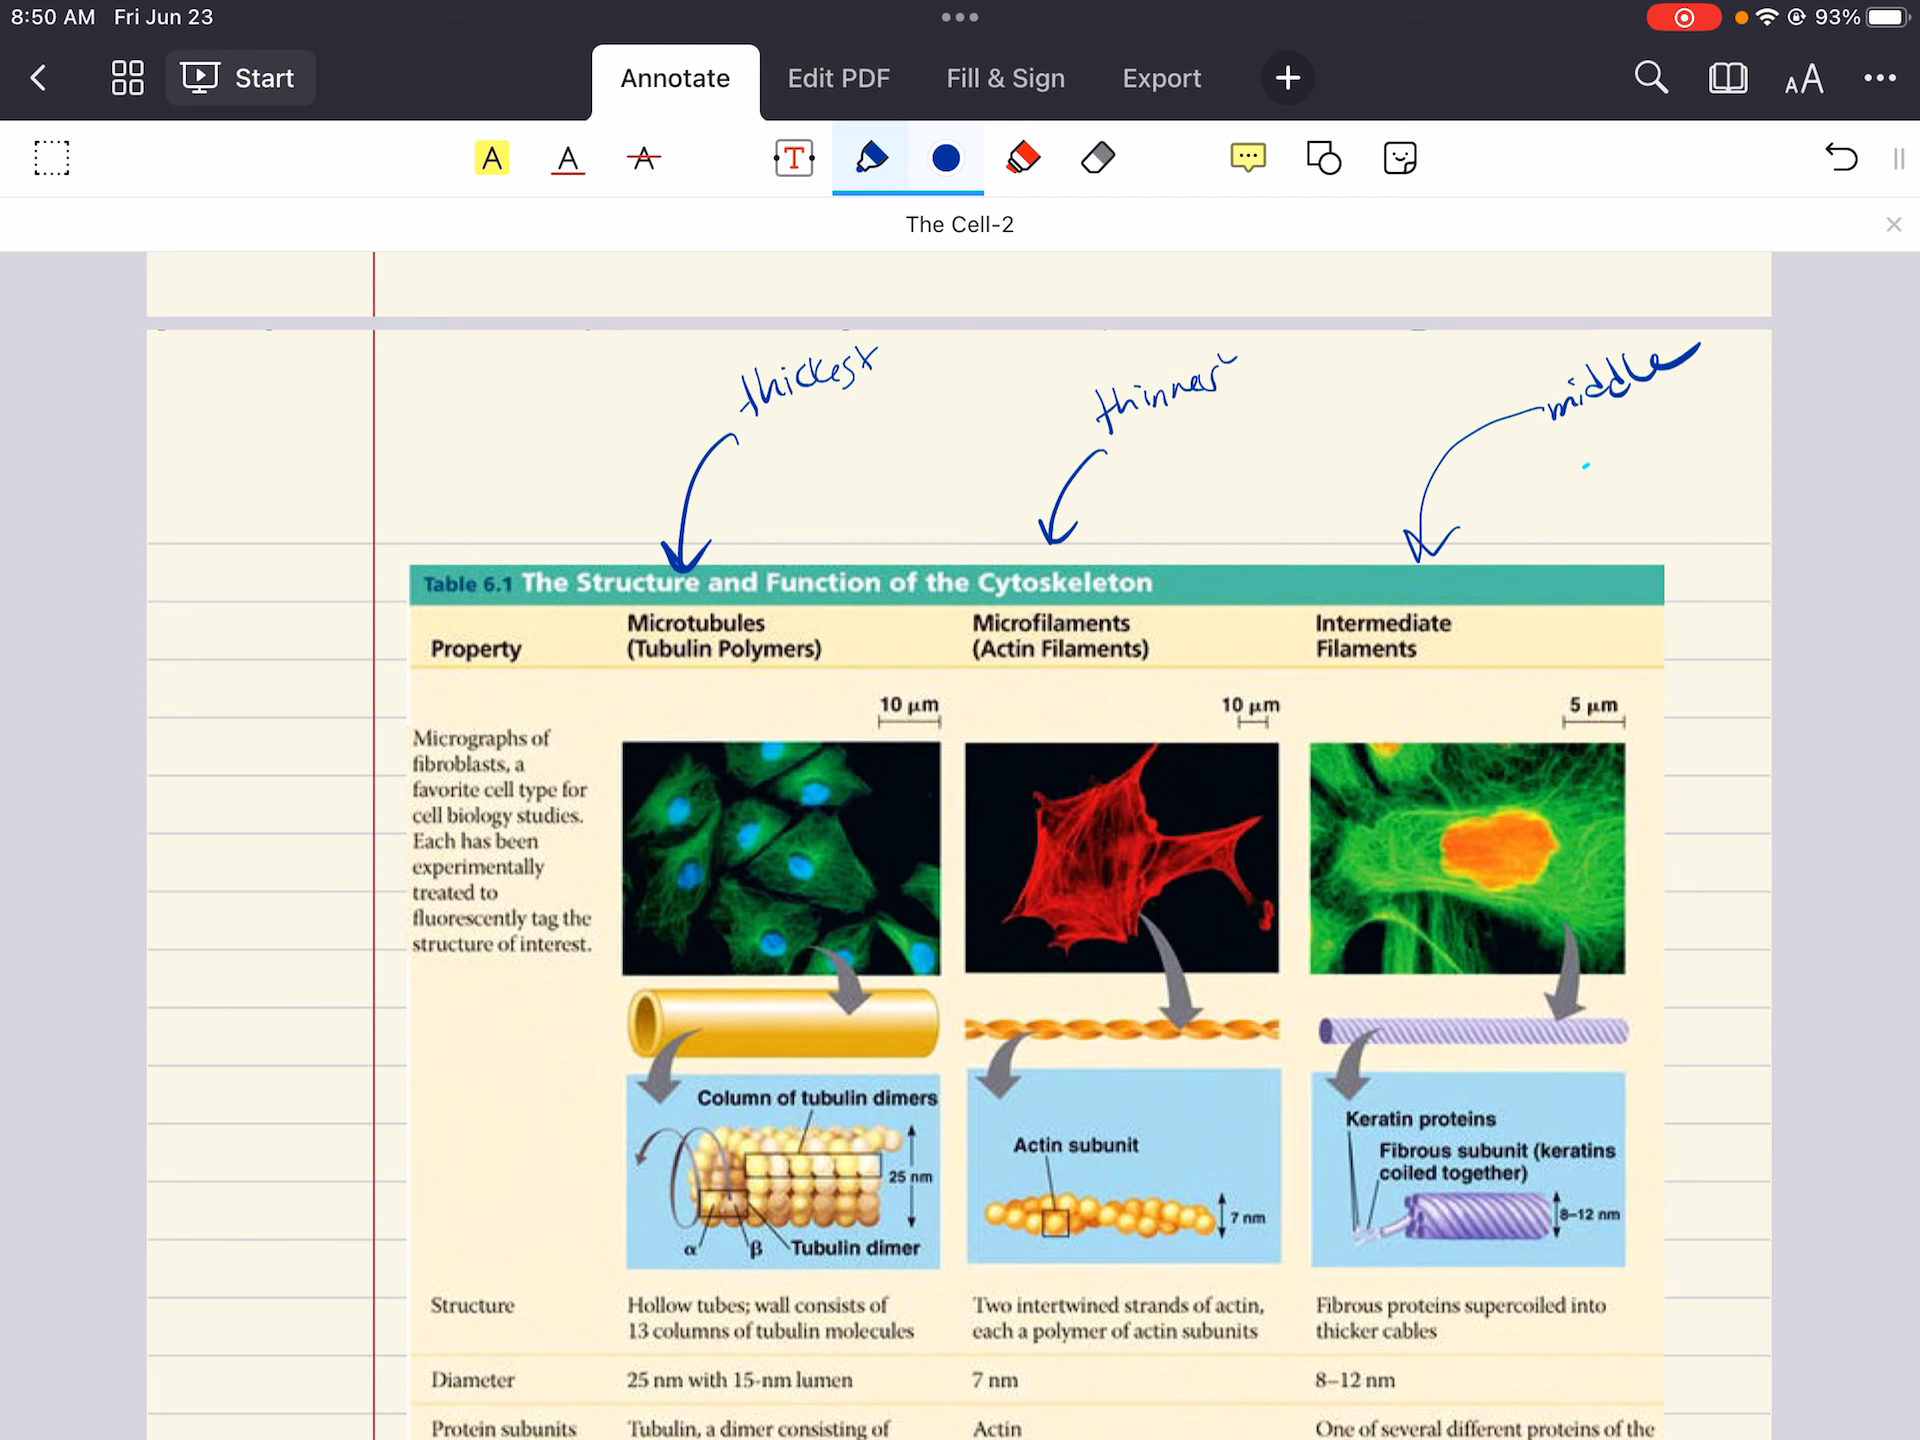 8:50 AM Fri Jun 23
93%
Start
Annotate
Edit PDF
Fill & Sign
Export
The Cell-2
thickest
thinner
middle
Table 6.1 The Structure and Function of the Cytoskeleton
Property
Microtubules
(Tubulin Polymers)
Microfilaments
(Actin Filaments)
Intermediate
Filaments
10 µm
10 µm
5 µm
Micrographs of
fibroblasts, a
favorite cell type for
cell biology studies.
Each has been
experimentally
treated to
fluorescently tag the
structure of interest.
Column of tubulin dimers
25 nm
α
β
Tubulin dimer
Actin subunit
7 nm
Keratin proteins
Fibrous subunit (keratins
coiled together)
8–12 nm
Structure
Hollow tubes; wall consists of
13 columns of tubulin molecules
Two intertwined strands of actin,
each a polymer of actin subunits
Fibrous proteins supercoiled into
thicker cables
Diameter
25 nm with 15-nm lumen
7 nm
8–12 nm
Protein subunits
Tubulin, a dimer consisting of
Actin
One of several different proteins of the